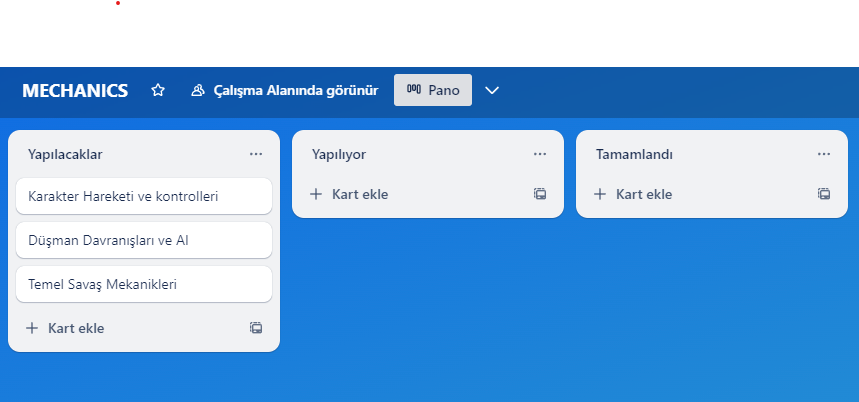 MECHANICS
Çalışma Alanında görünür
Pano
Yapılacaklar
Karakter Hareketi ve kontrolleri
Düşman Davranışları ve AI
Temel Savaş Mekanikleri
Kart ekle
Yapılıyor
Kart ekle
Tamamlandı
Kart ekle